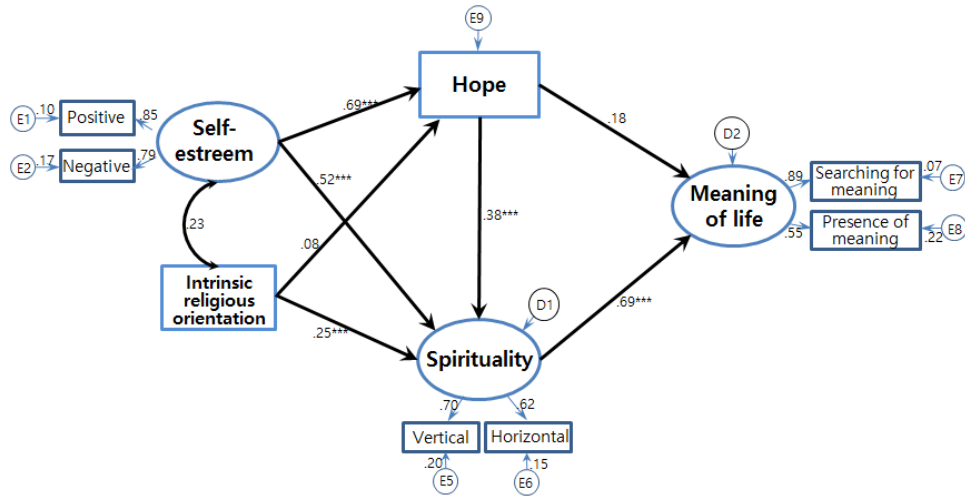 E9
Hope
.69***
E1
.10
Positive
.85
Self-
estreem
.18
D2
E2
.17
Negative
.79
.89
Searching for
meaning
.07
E7
Meaning
of life
.52***
.38***
.55
Presence of
meaning
.22
E8
.23
.08
Intrinsic
religious
orientation
D1
.69***
.25***
Spirituality
.70
.62
Vertical
Horizontal
.20
E5
.15
E6